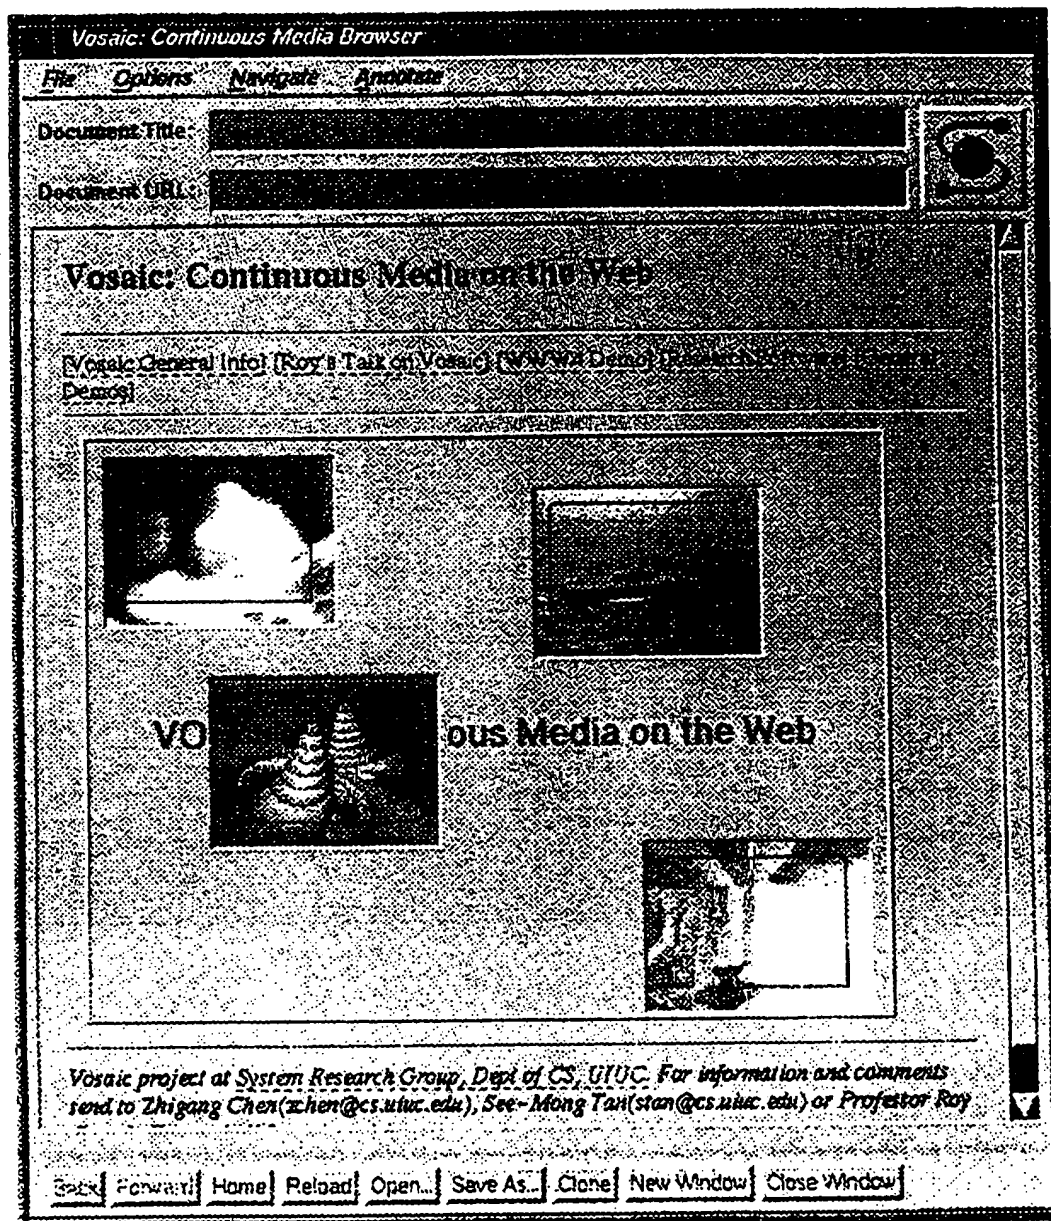 Vosaic: Continuous Media Browser
File Options Navigate Annotate
Document Title:
Document URL:
Vosaic: Continuous Media on the Web
[Vosaic General Info] [Roy's Talk on Vosaic] [WWW4 Demo] [Research Software
Demos]
VO ous Media on the Web
Vosaic project at System Research Group, Dept of CS, UIUC. For information and comments
send to Zhigang Chen(zchen@cs.uiuc.edu), See-Mong Tan(stan@cs.uiuc.edu) or Professor Roy
Back Forward Home Reload Open... Save As... Clone New Window Close Window